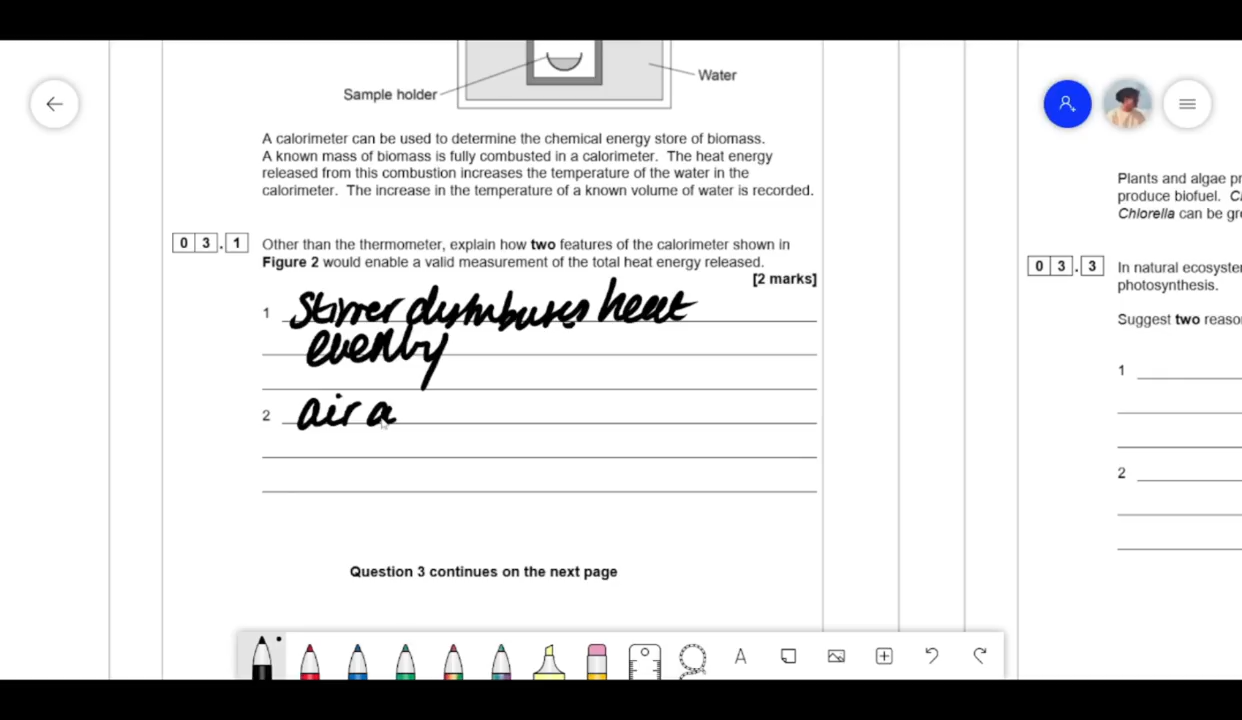 Sample holder
Water
A calorimeter can be used to determine the chemical energy store of biomass.
A known mass of biomass is fully combusted in a calorimeter. The heat energy
released from this combustion increases the temperature of the water in the
calorimeter. The increase in the temperature of a known volume of water is recorded.
0 3 . 1 Other than the thermometer, explain how two features of the calorimeter shown in
Figure 2 would enable a valid measurement of the total heat energy released.
[2 marks]
1 Stirrer distributes heat
evenly
2 air a
Question 3 continues on the next page
Plants and algae pr
produce biofuel. C
Chlorella can be gr
0 3 . 3 In natural ecosyste
photosynthesis.
Suggest two reaso
1
2
A